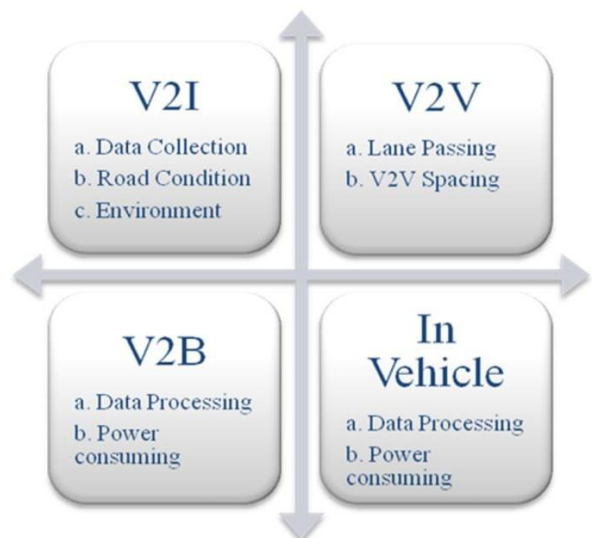 V2I
a. Data Collection
b. Road Condition
c. Environment
V2V
a. Lane Passing
b. V2V Spacing
V2B
a. Data Processing
b. Power
consuming
In
Vehicle
a. Data Processing
b. Power
consuming